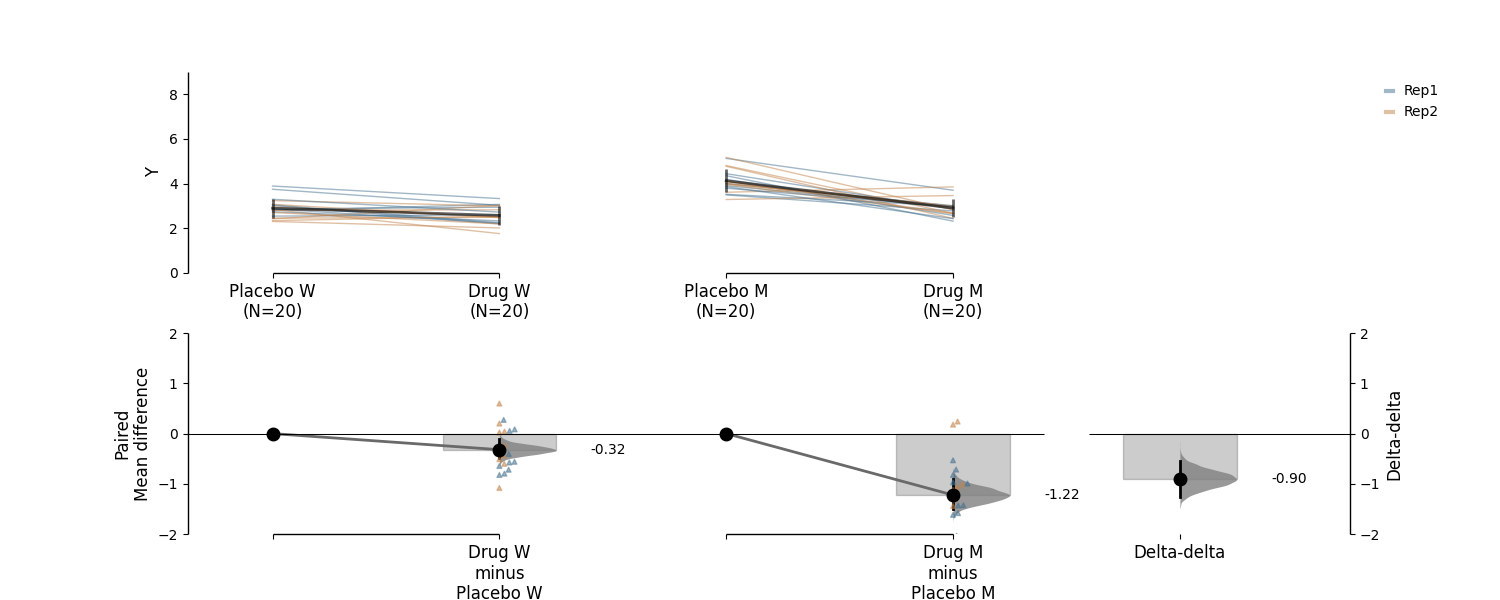 Y
8
6
4
2
0
Rep1
Rep2
Placebo W
(N=20)
Drug W
(N=20)
Placebo M
(N=20)
Drug M
(N=20)
Paired
Mean difference
2
1
0
−1
−2
-0.32
-1.22
-0.90
2
1
0
−1
−2
Delta-delta
Drug W
minus
Placebo W
Drug M
minus
Placebo M
Delta-delta